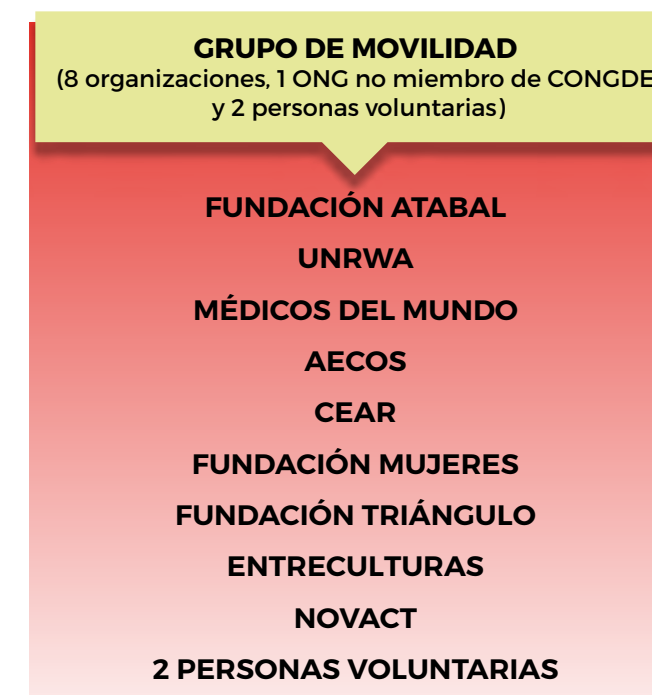 GRUPO DE MOVILIDAD
(8 organizaciones, 1 ONG no miembro de CONGDE
y 2 personas voluntarias)
FUNDACIÓN ATABAL
UNRWA
MÉDICOS DEL MUNDO
AECOS
CEAR
FUNDACIÓN MUJERES
FUNDACIÓN TRIÁNGULO
ENTRECULTURAS
NOVACT
2 PERSONAS VOLUNTARIAS